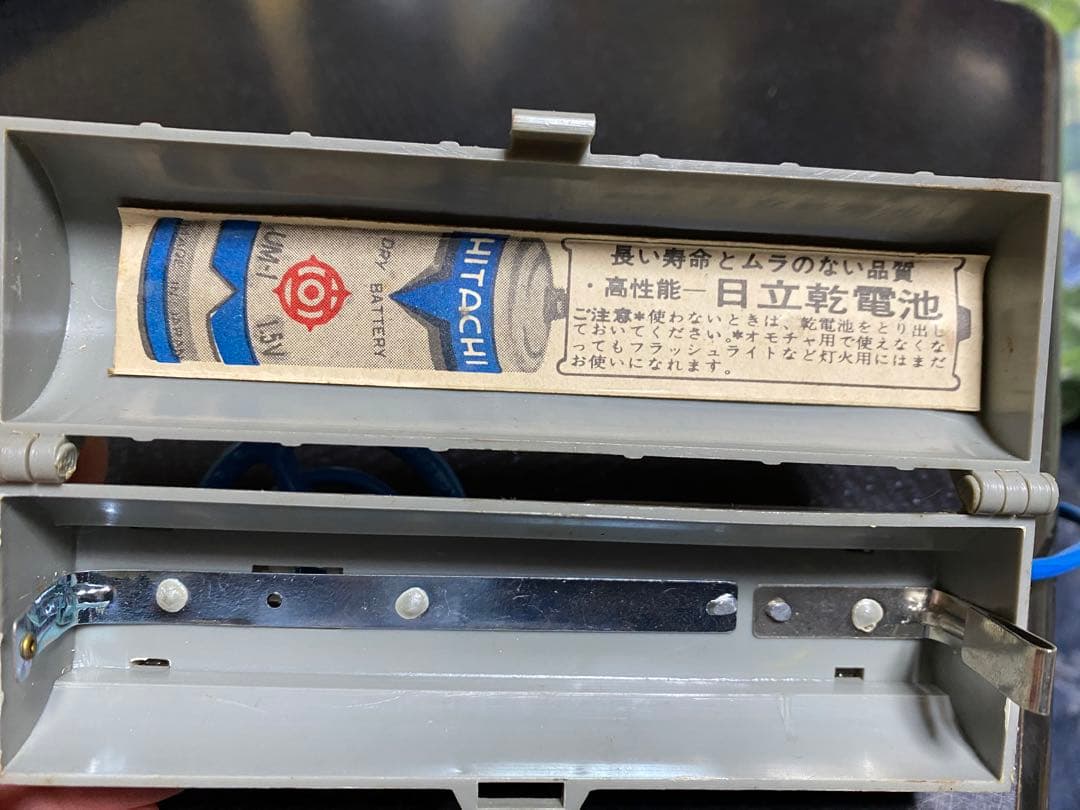 HITACHI
DRY BATTERY
UM-1 1.5V
MADE IN JAPAN
長い寿命とムラのない品質
・高性能ー日立乾電池
ご注意＊使わないときは、乾電池をとり出し
ておいてください。＊オモチャ用で使えなくな
ってもフラッシュライトなど灯火用にはまだ
お使いになれます。